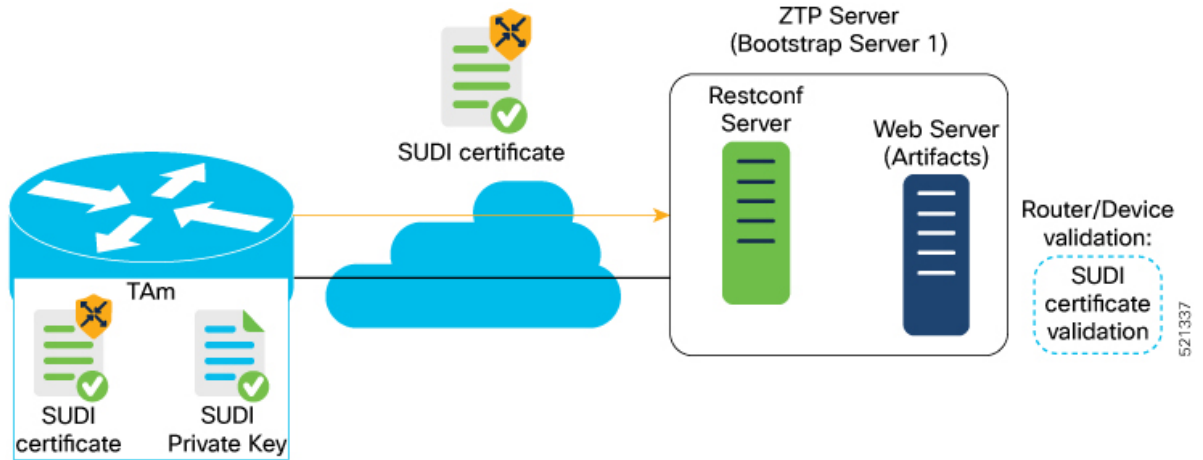 ZTP Server
(Bootstrap Server 1)
SUDI certificate
Restconf
Server
Web Server
(Artifacts)
Router/Device
validation:
SUDI
certificate
validation
TAm
SUDI
certificate
SUDI
Private Key
521337